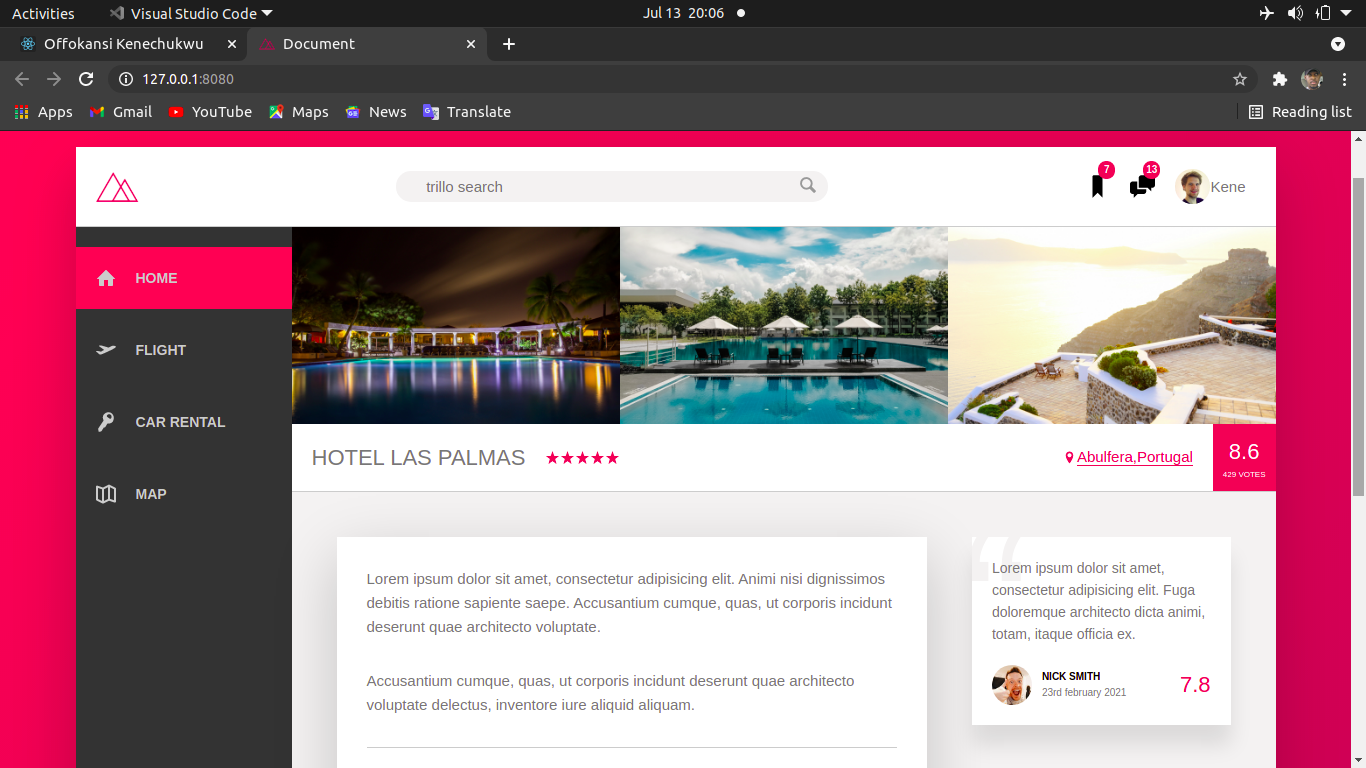 Activities
Visual Studio Code
Jul 13 20:06
Offokansi Kenechukwu
Document
127.0.0.1:8080
Apps
Gmail
YouTube
Maps
News
Translate
Reading list
trillo search
7
13
Kene
HOME
FLIGHT
CAR RENTAL
MAP
HOTEL LAS PALMAS
Abulfera,Portugal
8.6
429 VOTES
Lorem ipsum dolor sit amet, consectetur adipisicing elit. Animi nisi dignissimos
debitis ratione sapiente saepe. Accusantium cumque, quas, ut corporis incidunt
deserunt quae architecto voluptate.
Accusantium cumque, quas, ut corporis incidunt deserunt quae architecto
voluptate delectus, inventore iure aliquid aliquam.
“
Lorem ipsum dolor sit amet,
consectetur adipisicing elit. Fuga
doloremque architecto dicta animi,
totam, itaque officia ex.
NICK SMITH
23rd february 2021
7.8